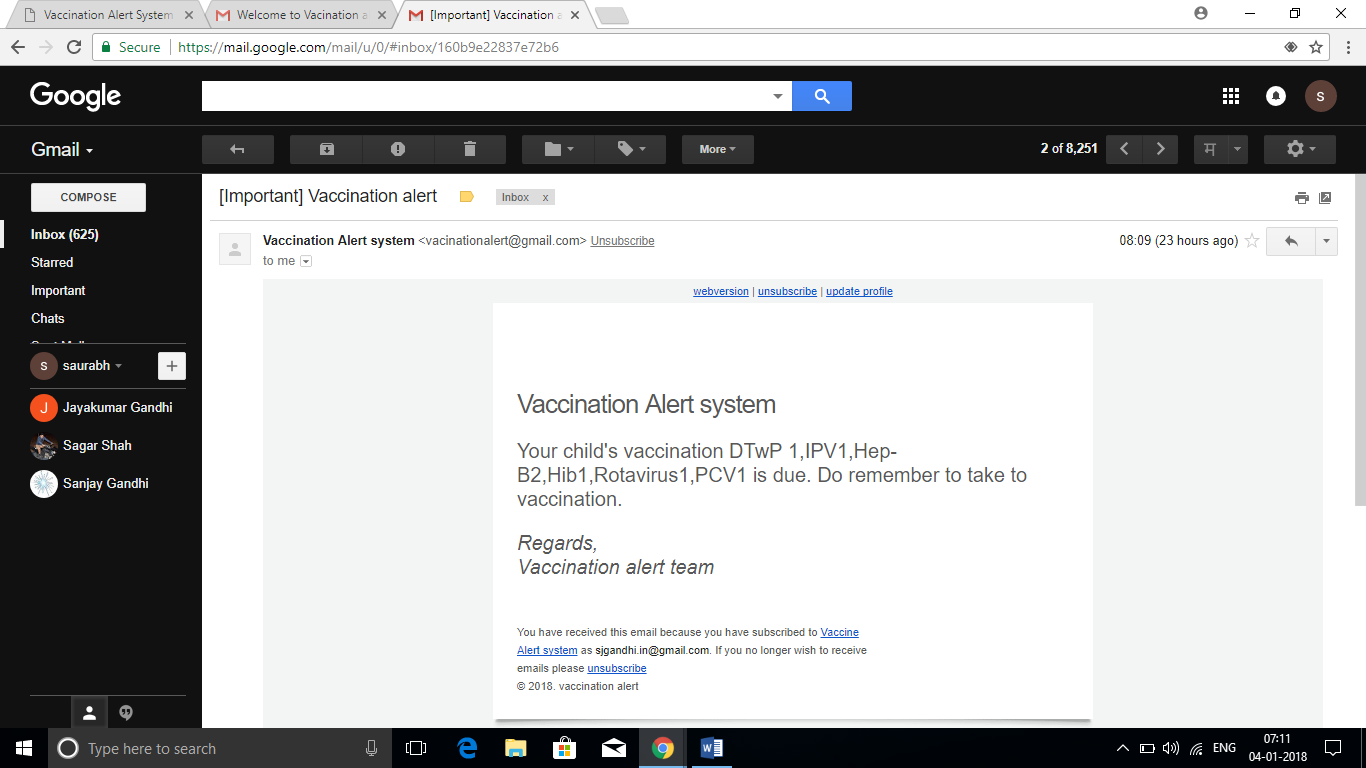 Vaccination Alert System
Welcome to Vacination a
[Important] Vaccination a
Secure https://mail.google.com/mail/u/0/#inbox/160b9e22837e72b6
Google
S
Gmail
More
2 of 8,251
म
COMPOSE
[Important] Vaccination alert
Inbox x
Inbox (625)
Starred
Important
Chats
Vaccination Alert system <vacinationalert@gmail.com> Unsubscribe
08:09 (23 hours ago)
to me
webversion | unsubscribe | update profile
S saurabh
+
J Jayakumar Gandhi
Sagar Shah
Sanjay Gandhi
Vaccination Alert system
Your child's vaccination DTwP 1,IPV1,Hep-
B2,Hib1,Rotavirus1,PCV1 is due. Do remember to take to
vaccination.
Regards,
Vaccination alert team
You have received this email because you have subscribed to Vaccine
Alert system as sjgandhi.in@gmail.com. If you no longer wish to receive
emails please unsubscribe
© 2018. vaccination alert
Type here to search
ENG
07:11
04-01-2018